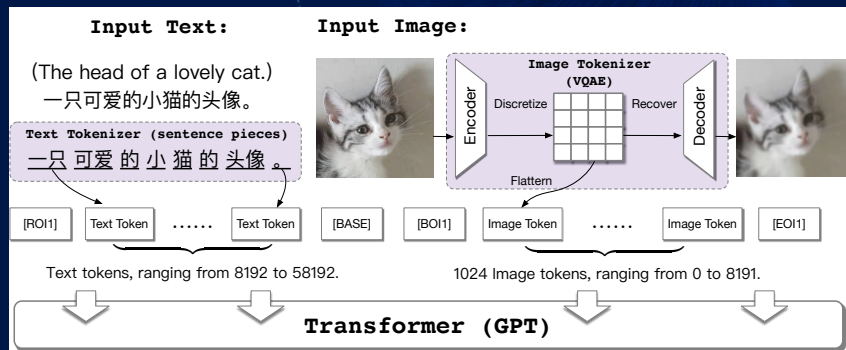 Input Text:
Input Image:
(The head of a lovely cat.)
一只可爱的小猫的头像。
Text Tokenizer (sentence pieces)
一只 可爱 的 小 猫 的 头像 。
Image Tokenizer
(VQAE)
Encoder
Discretize
Recover
Decoder
Flattern
[ROI1]
Text Token
......
Text Token
[BASE]
[BOI1]
Image Token
......
Image Token
[EOI1]
Text tokens, ranging from 8192 to 58192.
1024 Image tokens, ranging from 0 to 8191.
Transformer (GPT)